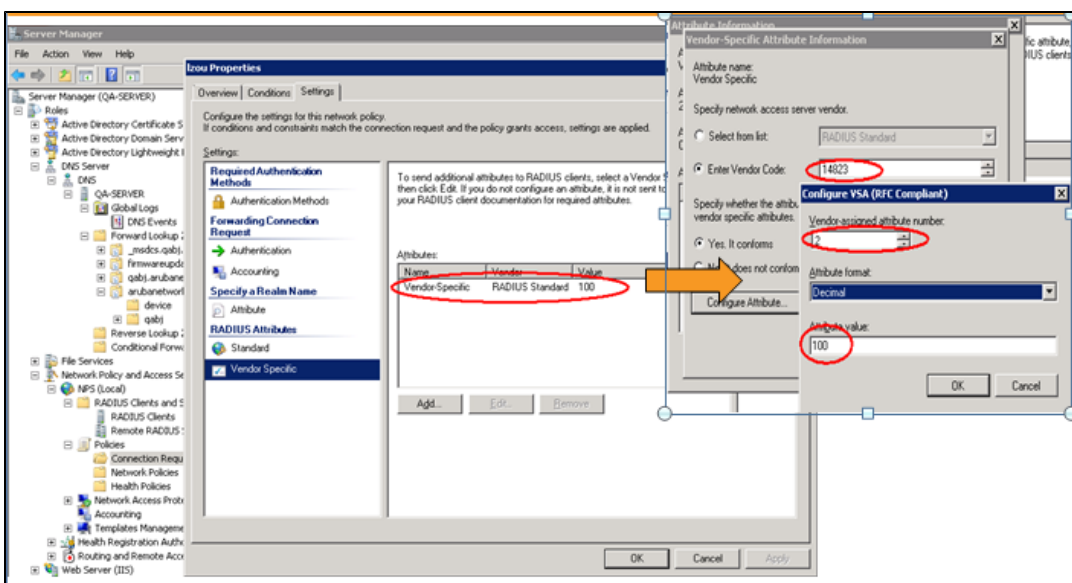 Server Manager
File Action View Help
Server Manager (QA-SERVER)
Roles
Active Directory Certificate S
Active Directory Domain Serv
Active Directory Lightweight
DNS Server
DNS
QA-SERVER
Global Logs
DNS Events
Forward Lookup
_msdcs.qabj.
firmwareupda
qabj.arubane
arubanetworl
device
qabj
Reverse Lookup
Conditional Forw
File Services
Network Policy and Access Se
NPS (Local)
RADIUS Clients and S
RADIUS Clients
Remote RADIUS
Policies
Connection Requ
Network Policies
Health Policies
Network Access Prote
Accounting
Templates Manageme
Health Registration Autho
Routing and Remote Acce
Web Server (IIS)
Izou Properties
Overview Conditions Settings
Configure the settings for this network policy.
If conditions and constraints match the connection request and the policy grants access, settings are applied.
Settings:
Required Authentication
Methods
Authentication Methods
Forwarding Connection
Request
Authentication
Accounting
Specify a Realm Name
Attribute
RADIUS Attributes
Standard
Vendor Specific
To send additional attributes to RADIUS clients, select a Vendor S
then click Edit. If you do not configure an attribute, it is not sent to
your RADIUS client documentation for required attributes.
Attributes:
Name Vendor Value
Vendor-Specific RADIUS Standard 100
Add... Edit... Remove
OK Cancel Apply
Attribute Information
Vendor-Specific Attribute Information
Attribute name:
Vendor Specific
Specify network access server vendor.
Select from list: RADIUS Standard
Enter Vendor Code: 14823
Specify whether the attribu
vendor specific attributes.
Yes. It conforms
does not conform
Configure Attribute...
fic attribute,
IUS clients
Configure VSA (RFC Compliant)
Vendor-assigned attribute number:
2
Attribute format:
Decimal
Attribute value:
100
OK Cancel